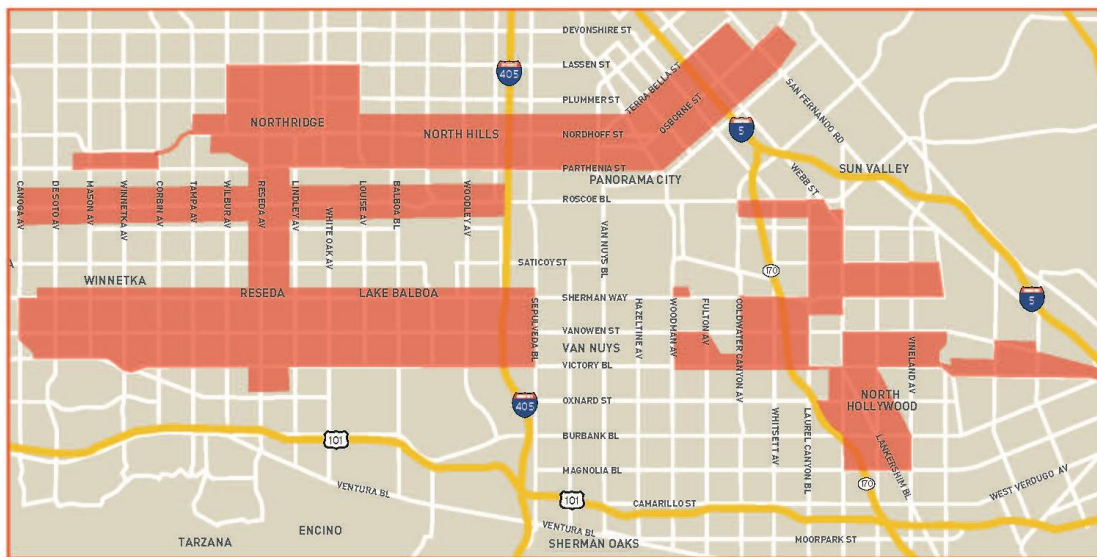 DEVONSHIRE ST
LASSEN ST
405
PLUMMER ST
TERRA BELLA ST
OSBORNE ST
SAN FERNANDO RD
NORTHRIDGE
NORTH HILLS
NORDHOFF ST
5
PARTHENIA ST
PANORAMA CITY
WEBB ST
SUN VALLEY
CANOGA AV
DESOTO AV
MASON AV
WINNETKA AV
CORBIN AV
TAMPA AV
WILBUR AV
RESEDA AV
LINDLEY AV
WHITE OAK AV
LOUISE AV
BALBOA BL
WOODLEY AV
ROSCOE BL
VAN NUYS BL
A
SATICOY ST
170
WINNETKA
RESEDA
LAKE BALBOA
SHERMAN WAY
5
SEPULVEDA BL
HAZELTINE AV
WOODMAN AV
FULTON AV
COLDWATER CANYON AV
VANOWEN ST
VAN NUYS
VINELAND AV
VICTORY BL
405
OXNARD ST
NORTH
HOLLYWOOD
WHITSETT AV
LAUREL CANYON BL
LANKERSHIM BL
101
BURBANK BL
MAGNOLIA BL
170
WEST VERDUGO AV
VENTURA BL
101
CAMARILLO ST
ENCINO
VENTURA BL
TARZANA
SHERMAN OAKS
MOORPARK ST